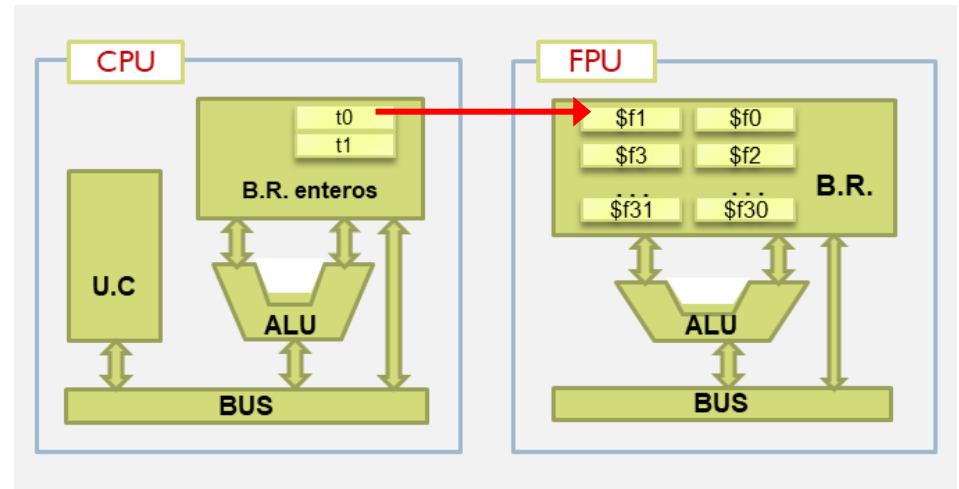 CPU
t0
t1
B.R. enteros
U.C
ALU
BUS
FPU
$f1 $f0
$f3 $f2
... ...
$f31 $f30
B.R.
ALU
BUS